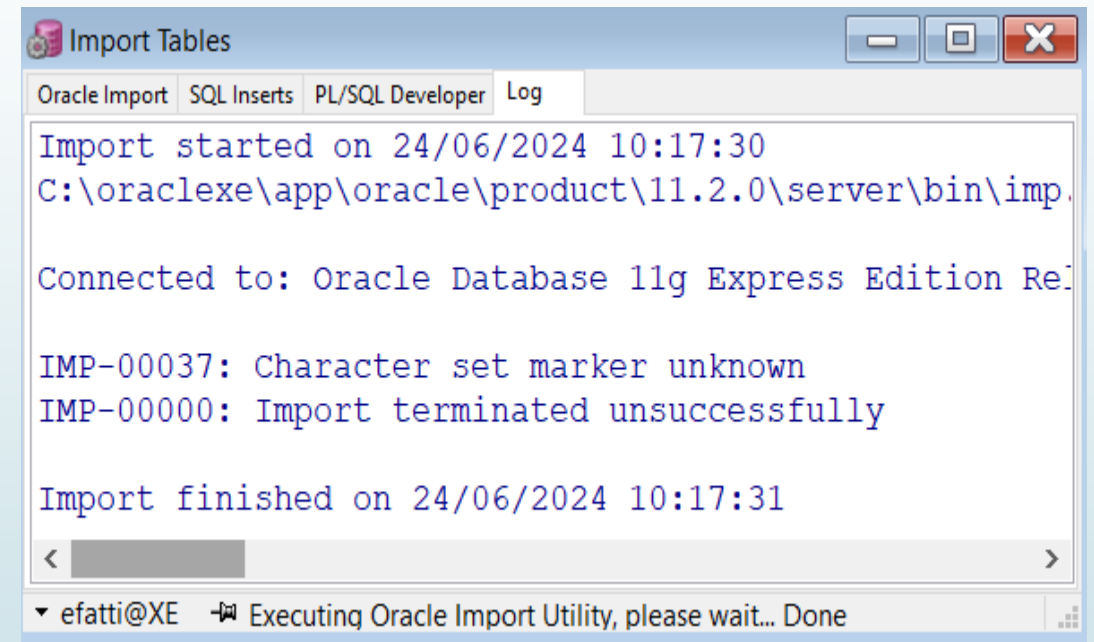 Import Tables
Oracle Import SQL Inserts PL/SQL Developer Log
Import started on 24/06/2024 10:17:30
C:\oraclexe\app\oracle\product\11.2.0\server\bin\imp.
Connected to: Oracle Database 11g Express Edition
IMP-00037: Character set marker unknown
IMP-00000: Import terminated unsuccessfully
Import finished on 24/06/2024 10:17:31
efatti@XE Executing Oracle Import Utility, please wait... Done